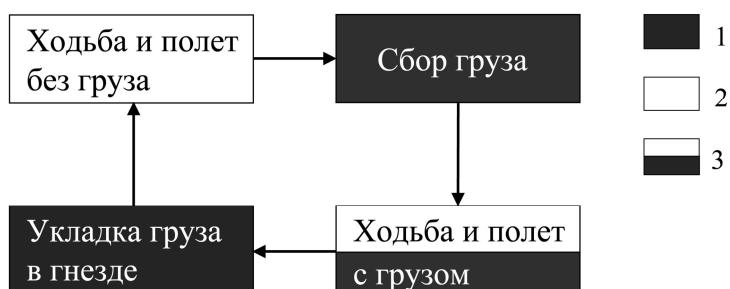 Ходьба и полет
без груза
Сбор груза
1
2
3
Укладка груза
в гнезде
Ходьба и полет
с грузом